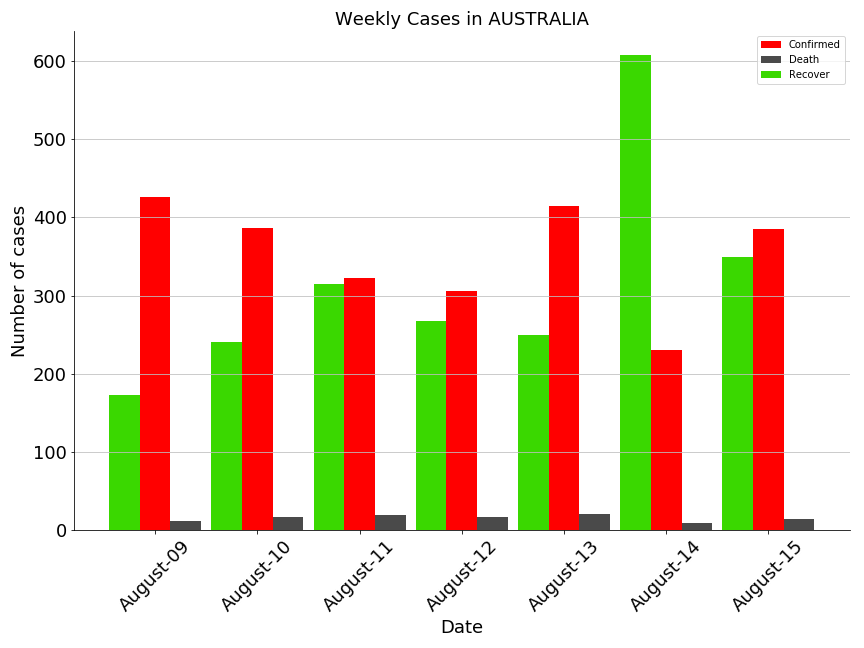 Weekly Cases in AUSTRALIA
Confirmed
Death
Recover
Number of cases
600
500
400
300
200
100
0
August-09
August-10
August-11
August-12
August-13
August-14
August-15
Date